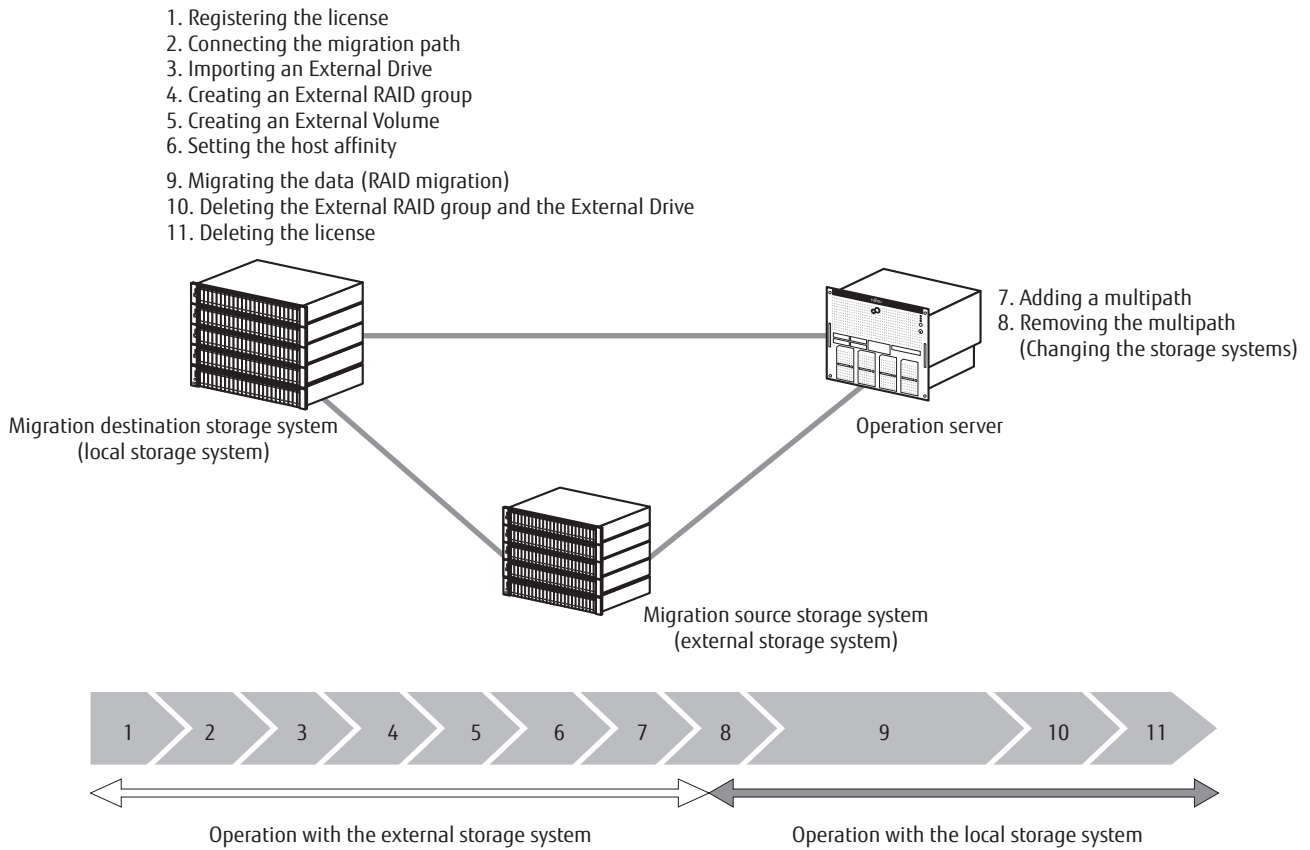 1. Registering the license
2. Connecting the migration path
3. Importing an External Drive
4. Creating an External RAID group
5. Creating an External Volume
6. Setting the host affinity
9. Migrating the data (RAID migration)
10. Deleting the External RAID group and the External Drive
11. Deleting the license
7. Adding a multipath
8. Removing the multipath
(Changing the storage systems)
Migration destination storage system
(local storage system)
Operation server
Migration source storage system
(external storage system)
1 2 3 4 5 6 7 8 9 10 11
Operation with the external storage system
Operation with the local storage system